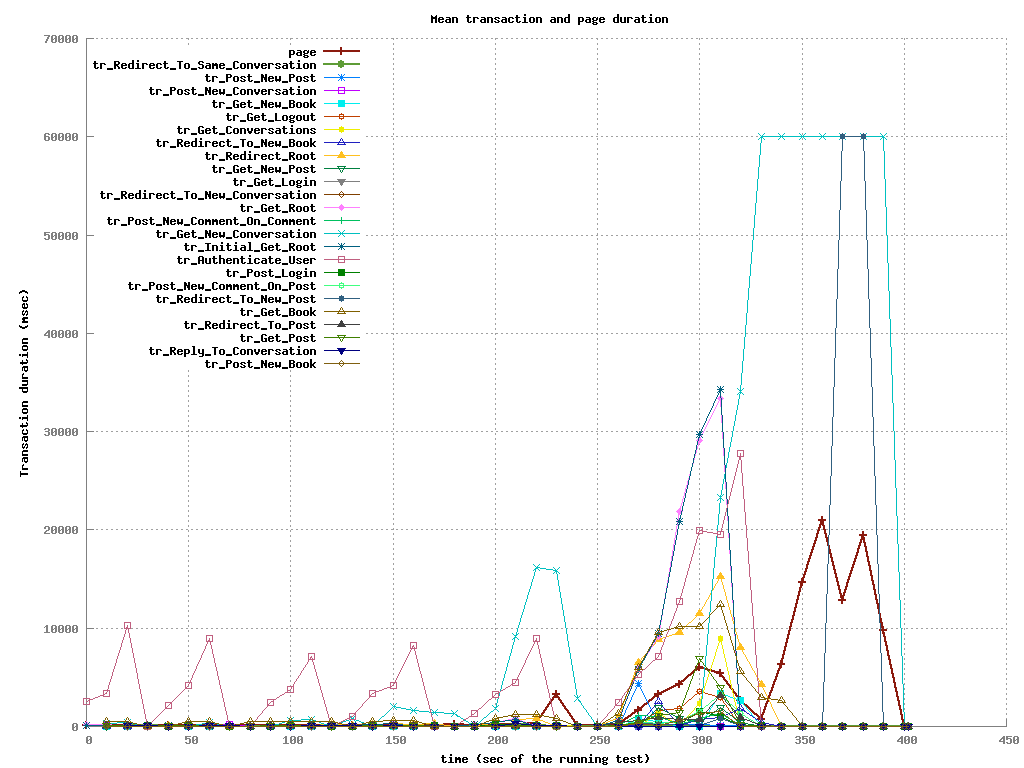 Mean transaction and page duration
70000
60000
50000
40000
30000
20000
10000
0
Transaction duration (msec)
page
tr_Redirect_To_Same_Conversation
tr_Post_New_Post
tr_Post_New_Conversation
tr_Get_New_Book
tr_Get_Logout
tr_Get_Conversations
tr_Redirect_To_New_Book
tr_Redirect_Root
tr_Get_New_Post
tr_Get_Login
tr_Redirect_To_New_Conversation
tr_Get_Root
tr_Post_New_Comment_On_Comment
tr_Get_New_Conversation
tr_Initial_Get_Root
tr_Authenticate_User
tr_Post_Login
tr_Post_New_Comment_On_Post
tr_Redirect_To_New_Post
tr_Get_Book
tr_Redirect_To_Post
tr_Get_Post
tr_Reply_To_Conversation
tr_Post_New_Book
0 50 100 150 200 250 300 350 400 450
time (sec of the running test)